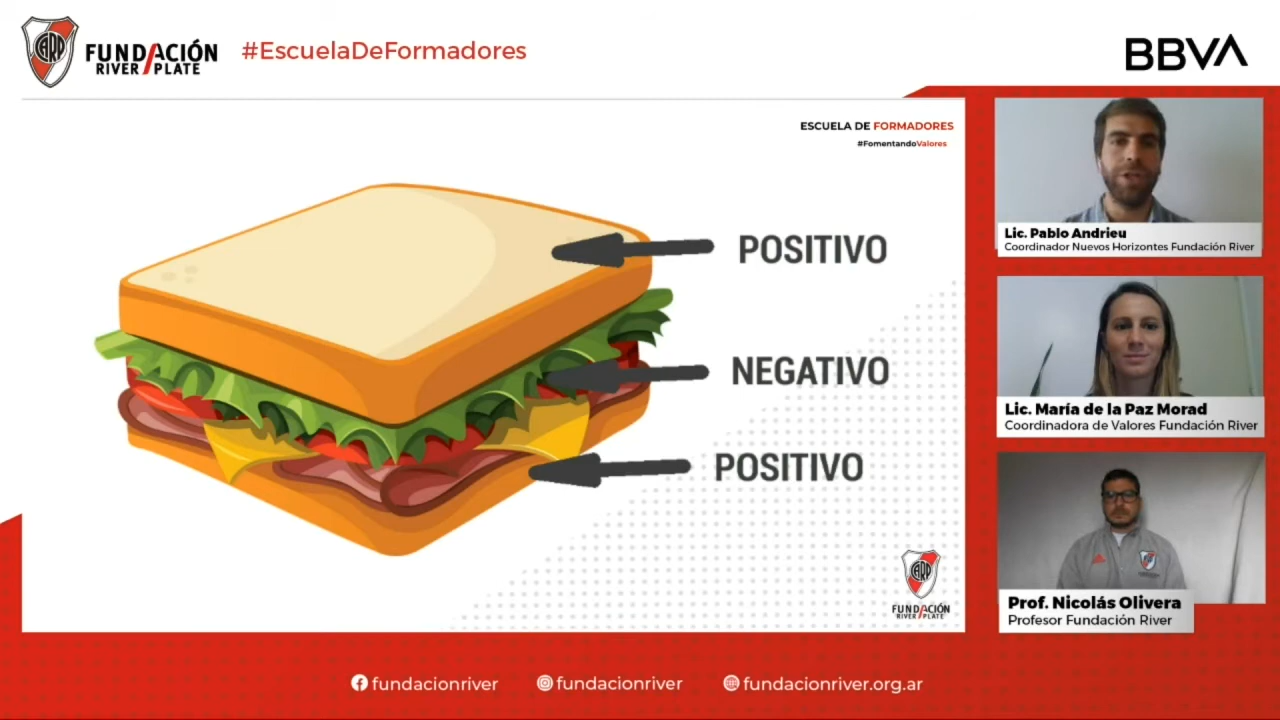 CARP
FUNDACIÓN
RIVER PLATE
#EscuelaDeFormadores
BBVA
ESCUELA DE FORMADORES
#FomentandoValores
POSITIVO
NEGATIVO
POSITIVO
CARP
FUNDACIÓN
RIVER PLATE
Lic. Pablo Andrieu
Coordinador Nuevos Horizontes Fundación River
Lic. María de la Paz Morad
Coordinadora de Valores Fundación River
Prof. Nicolás Olivera
Profesor Fundación River
fundacionriver
fundacionriver
fundacionriver.org.ar